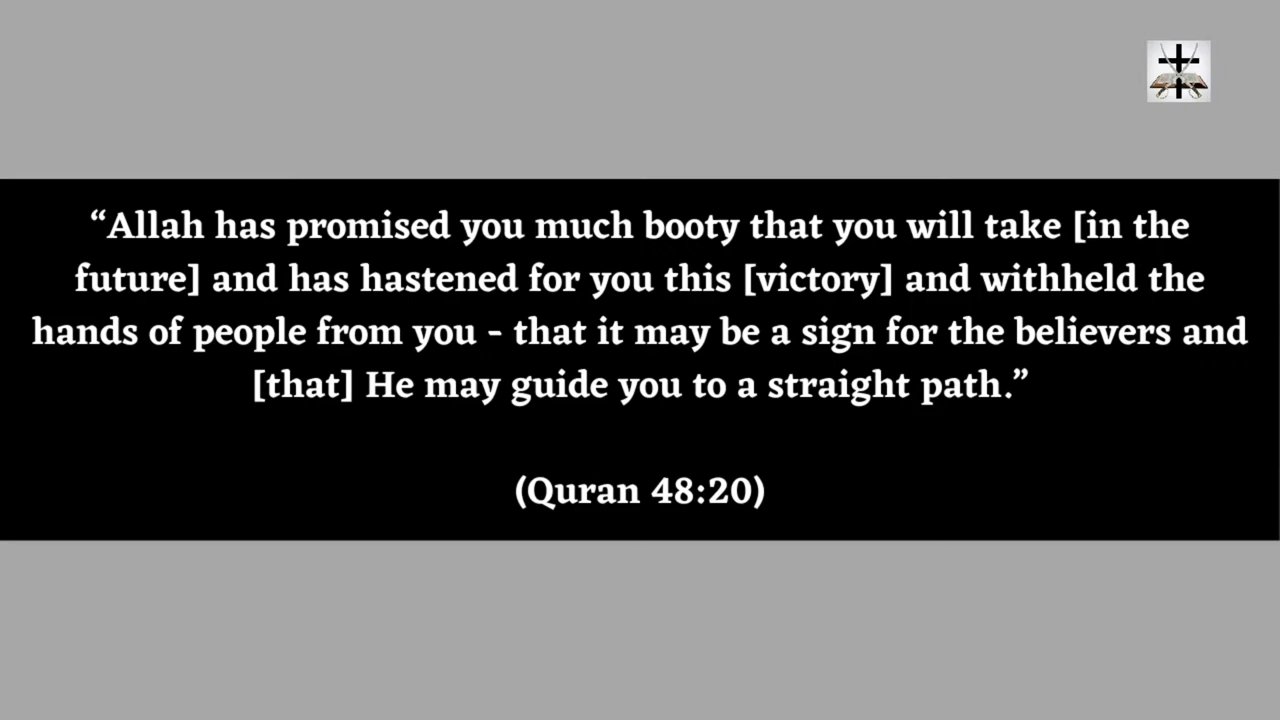 “Allah has promised you much booty that you will take [in the
future] and has hastened for you this [victory] and withheld the
hands of people from you - that it may be a sign for the believers and
[that] He may guide you to a straight path.”
(Quran 48:20)